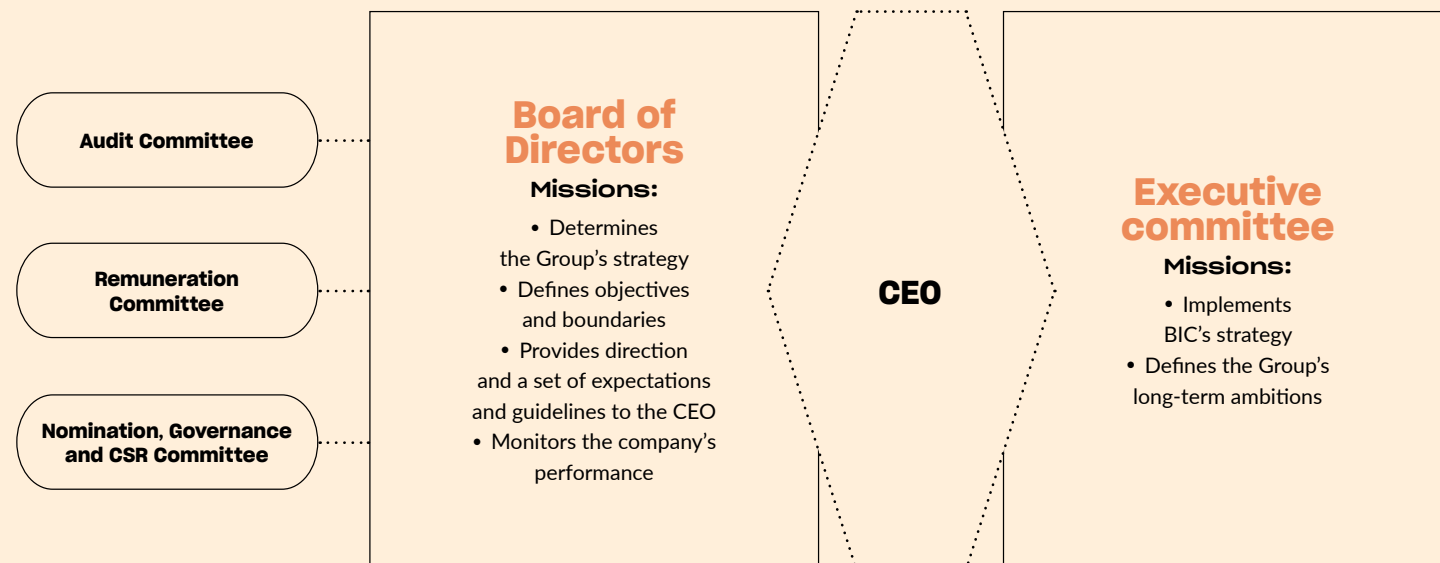 Audit Committee
Remuneration
Committee
Nomination, Governance
and CSR Committee
Board of
Directors
Missions:
• Determines
the Group’s strategy
• Defines objectives
and boundaries
• Provides direction
and a set of expectations
and guidelines to the CEO
• Monitors the company’s
performance
CEO
Executive
committee
Missions:
• Implements
BIC’s strategy
• Defines the Group’s
long-term ambitions